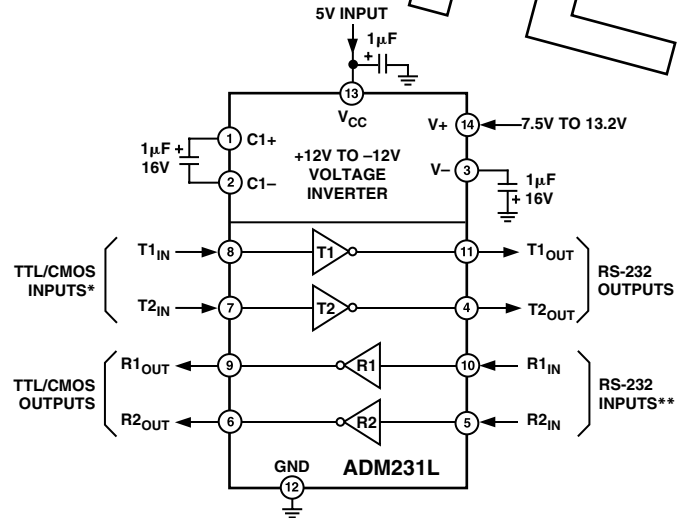 5V INPUT
1µF
+
13
VCC
1 C1+
1µF +
16V
2 C1–
+12V TO –12V
VOLTAGE
INVERTER
V+ 14 7.5V TO 13.2V
V– 3
1µF
+ 16V
TTL/CMOS
INPUTS*
T1IN 8 T1 11 T1OUT
T2IN 7 T2 4 T2OUT
RS-232
OUTPUTS
TTL/CMOS
OUTPUTS
R1OUT 9 R1 10 R1IN
R2OUT 6 R2 5 R2IN
RS-232
INPUTS**
GND
12
ADM231L